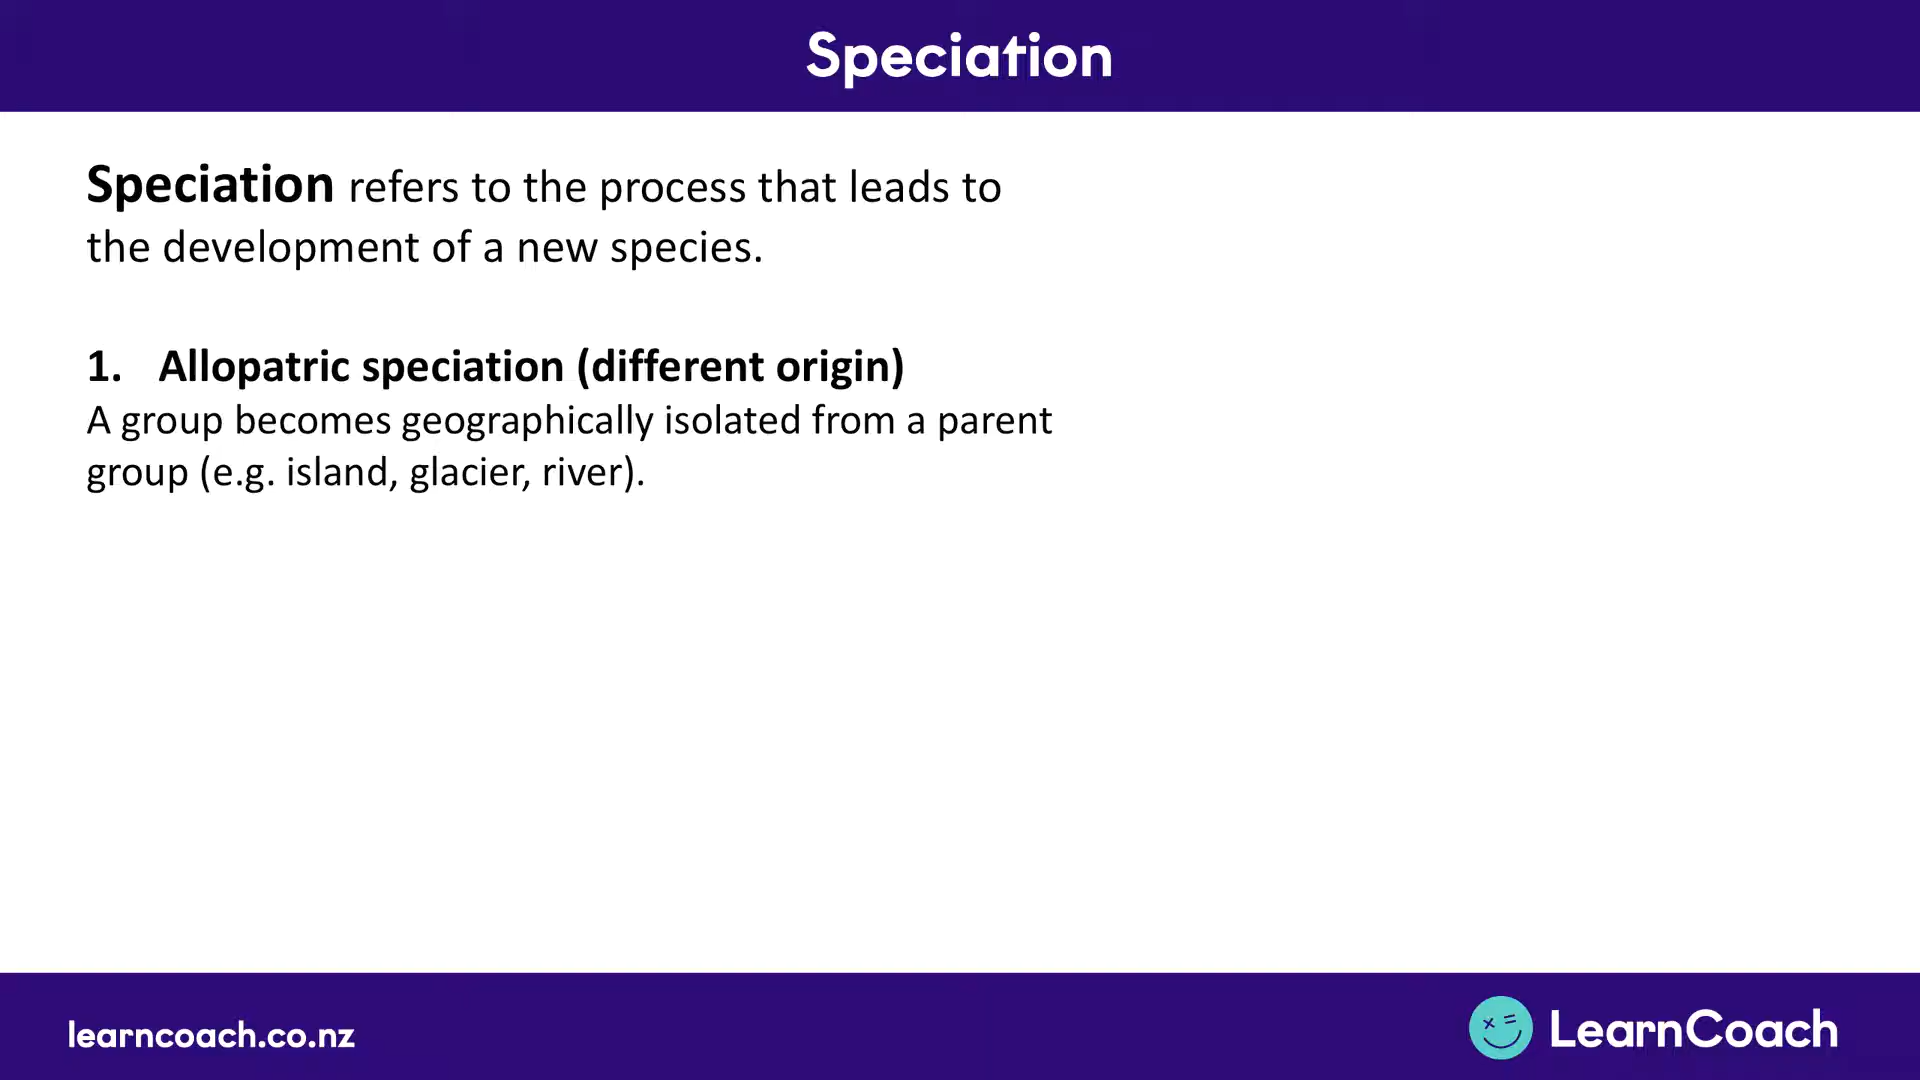 Speciation
Speciation refers to the process that leads to
the development of a new species.
1. Allopatric speciation (different origin)
A group becomes geographically isolated from a parent
group (e.g. island, glacier, river).
learncoach.co.nz
LearnCoach